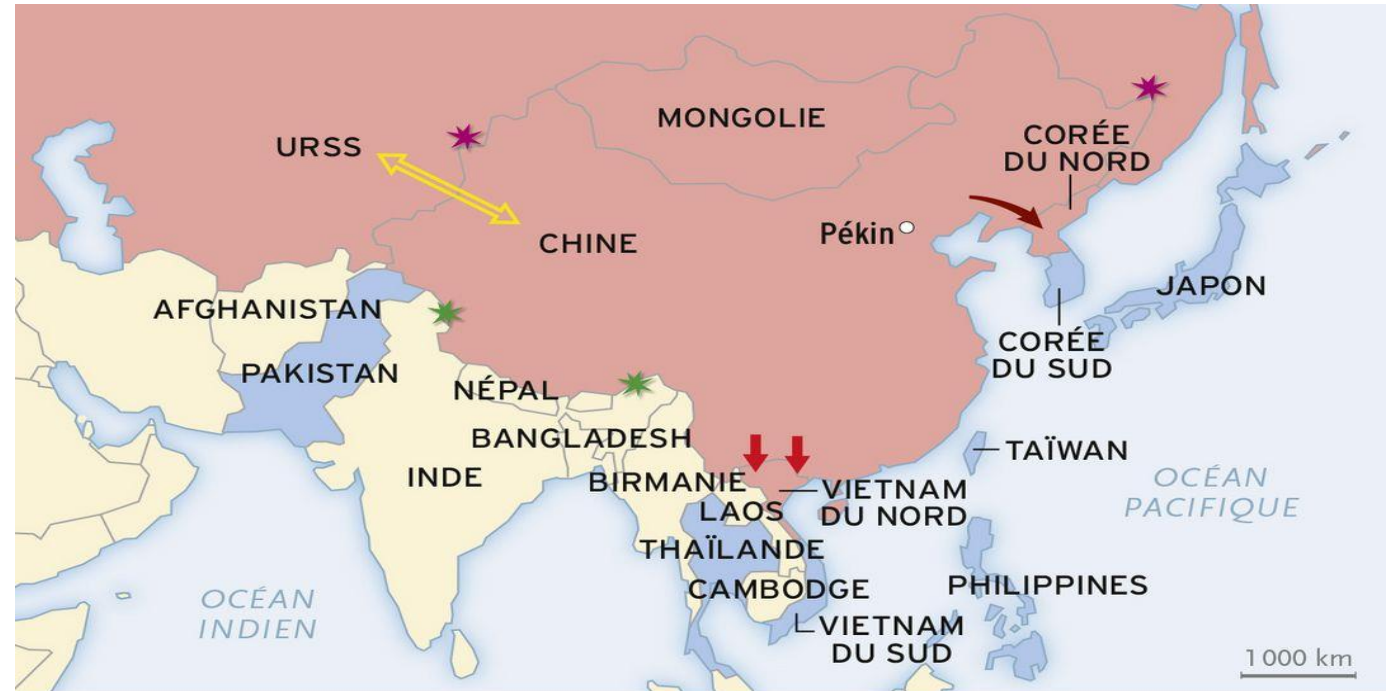 MONGOLIE
URSS
CORÉE
DU NORD
Pékin
CHINE
JAPON
AFGHANISTAN
CORÉE
DU SUD
PAKISTAN
NÉPAL
BANGLADESH
TAÏWAN
INDE
BIRMANIE
VIETNAM
DU NORD
OCÉAN
PACIFIQUE
LAOS
THAÏLANDE
CAMBODGE
PHILIPPINES
OCÉAN
INDIEN
VIETNAM
DU SUD
1 000 km